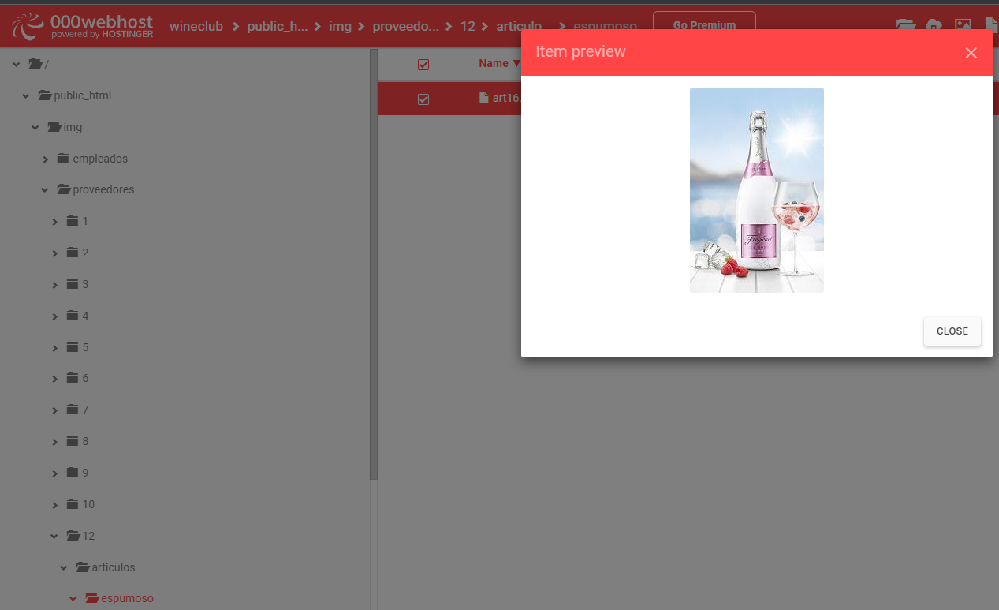 000webhost
powered by HOSTINGER
wineclub > public_h... > img > proveedo... > 12 > articulo... > espumoso
Go Premium
Item preview
/
public_html
img
empleados
proveedores
1
2
3
4
5
6
7
8
9
10
12
articulos
espumoso
Name
art16.
Freixenet
CLOSE